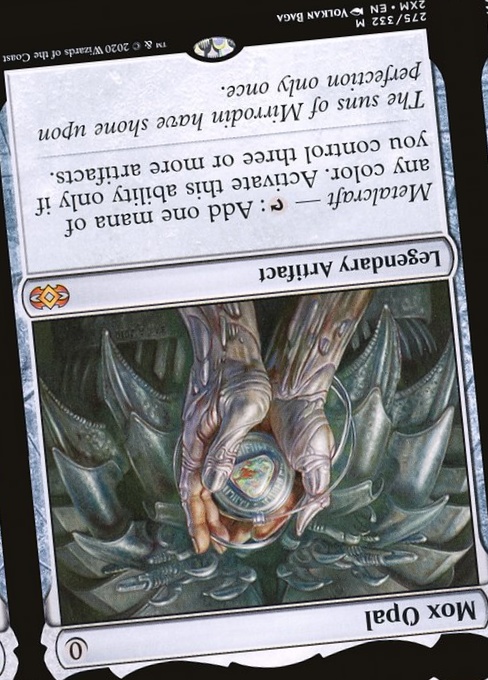 Mox Opal 0
Legendary Artifact
Metalcraft — : Add one mana of
any color. Activate this ability only if
you control three or more artifacts.
The suns of Mirrodin have shone upon
perfection only once.
275/332 M
2XM • EN VOLKAN BAGA
™ & © 2020 Wizards of the Coast